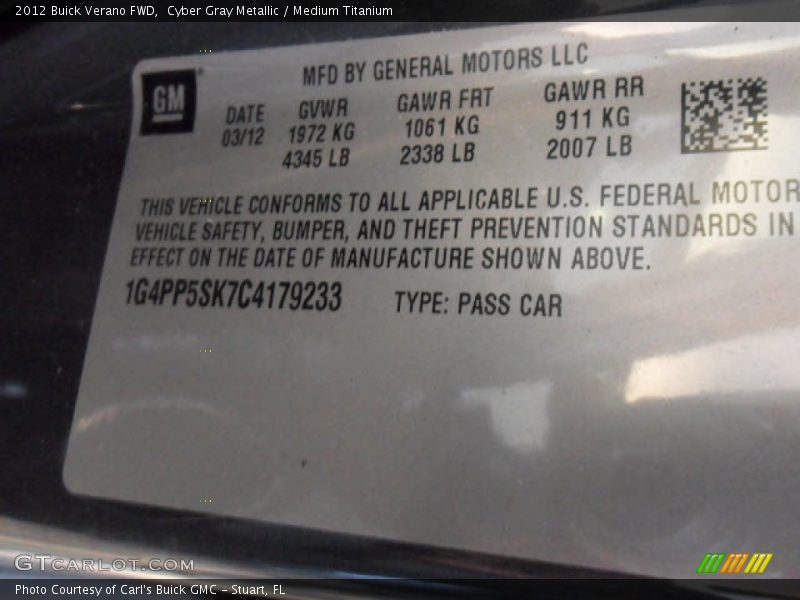 2012 Buick Verano FWD, Cyber Gray Metallic / Medium Titanium
MFD BY GENERAL MOTORS LLC
GM
DATE GVWR GAWR FRT GAWR RR
03/12 1972 KG 1061 KG 911 KG
4345 LB 2338 LB 2007 LB
THIS VEHICLE CONFORMS TO ALL APPLICABLE U.S. FEDERAL MOTOR
VEHICLE SAFETY, BUMPER, AND THEFT PREVENTION STANDARDS IN
EFFECT ON THE DATE OF MANUFACTURE SHOWN ABOVE.
1G4PP5SK7C4179233 TYPE: PASS CAR
GTCARLOT.COM
Photo Courtesy of Carl's Buick GMC - Stuart, FL